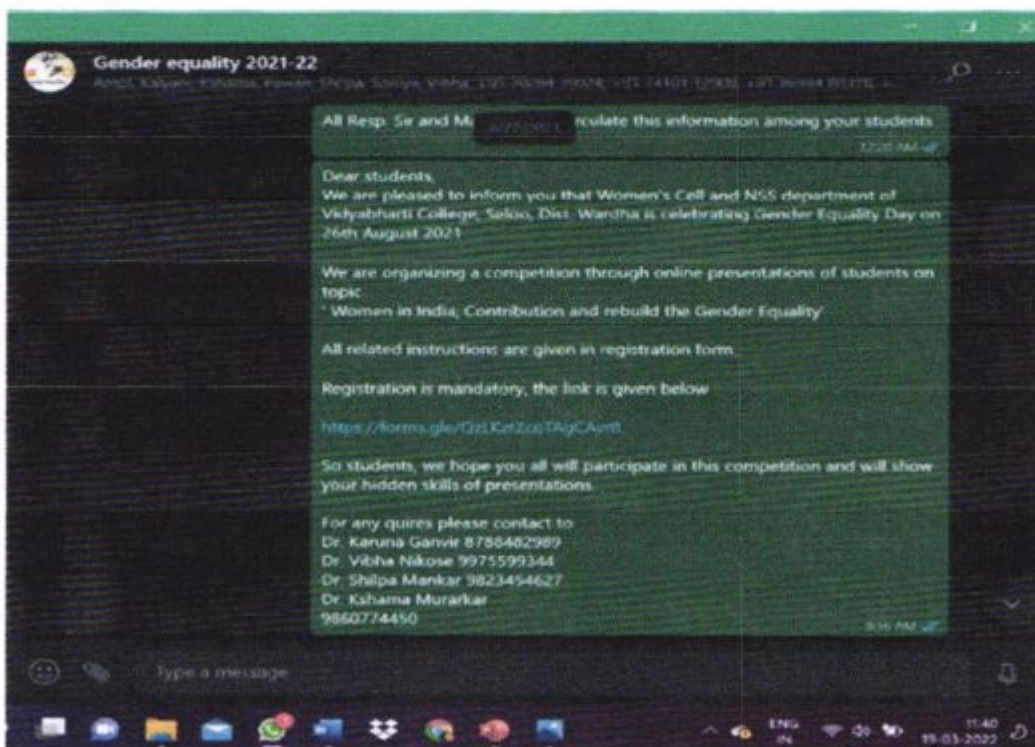 Gender equality 2021-22
All Resp. Sir and circulate this information among your students
12:20 AM
Dear students,
We are pleased to inform you that Women's Cell and NSS department of
Vidyabharti College, Seloo, Dist. Wardha is celebrating Gender Equality Day on
26th August 2021
We are organizing a competition through online presentations of students on
topic
' Women in India; Contribution and rebuild the Gender Equality'
All related instructions are given in registration form
Registration is mandatory, the link is given below
So students, we hope you all will participate in this competition and will show
your hidden skills of presentations
For any quires please contact to
Dr. Karuna Ganvir 8788482989
Dr. Vibha Nikose 9975599344
Dr. Shilpa Mankar 9823454627
Dr. Kshama Murarkar
9860774450
Type a message
ENG
IN
11:40
19-03-2022